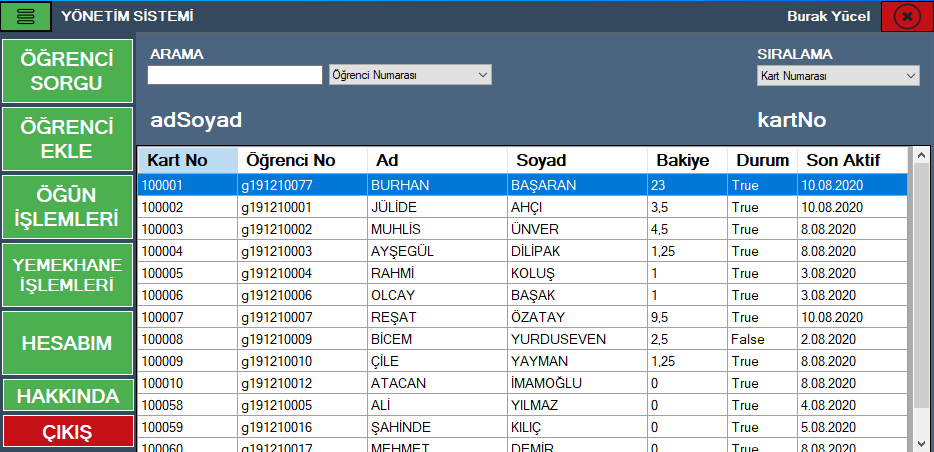 YÖNETİM SİSTEMİ
Burak Yücel
ÖĞRENCİ
SORGU
ÖĞRENCİ
EKLE
ÖĞÜN
İŞLEMLERİ
YEMEKHANE
İŞLEMLERİ
HESABIM
HAKKINDA
ÇIKIŞ
ARAMA
Öğrenci Numarası
SIRALAMA
Kart Numarası
adSoyad
kartNo
Kart No Öğrenci No Ad Soyad Bakiye Durum Son Aktif
100001 g191210077 BURHAN BAŞARAN 23 True 10.08.2020
100002 g191210001 JÜLİDE AHÇI 3,5 True 10.08.2020
100003 g191210002 MUHLİS ÜNVER 4,5 True 8.08.2020
100004 g191210003 AYŞEGÜL DİLİPAK 1,25 True 8.08.2020
100005 g191210004 RAHMİ KOLUŞ 1 True 3.08.2020
100006 g191210006 OLCAY BAŞAK 1 True 3.08.2020
100007 g191210007 REŞAT ÖZATAY 9,5 True 10.08.2020
100008 g191210009 BİCEM YURDUSEVEN 2,5 False 2.08.2020
100009 g191210010 ÇİLE YAYMAN 1,25 True 8.08.2020
100010 g191210012 ATACAN İMAMOĞLU 0 True 8.08.2020
100058 g191210005 ALİ YILMAZ 0 True 4.08.2020
100059 g191210016 ŞAHİNDE KILIÇ 0 True 5.08.2020
100060 g191210017 MEHMET DEMİR 0 True 8.08.2020